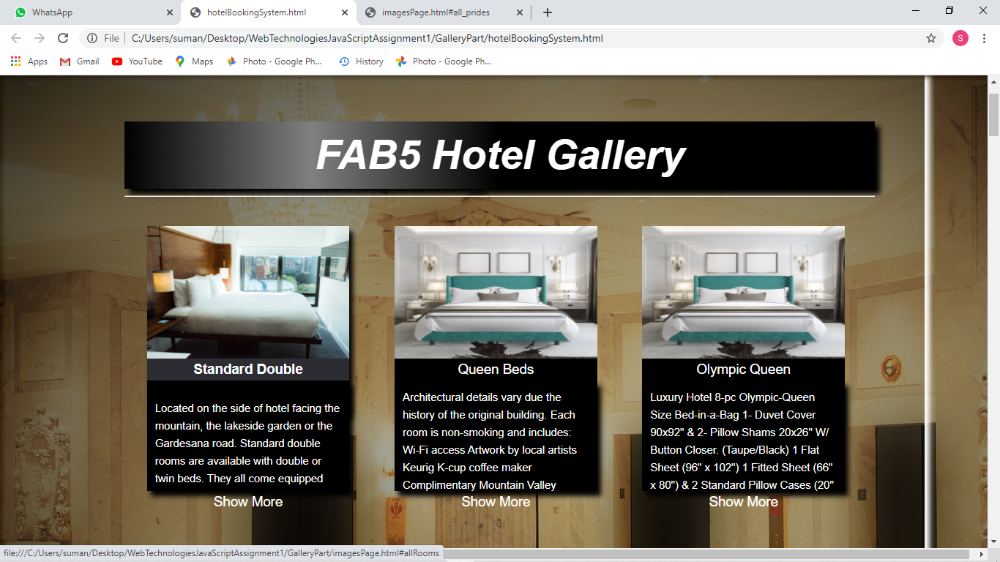 WhatsApp
hotelBookingSystem.html
imagesPage.html#all_prides
File
C:/Users/suman/Desktop/WebTechnologiesJavaScriptAssignment1/GalleryPart/hotelBookingSystem.html
S
Apps
Gmail
YouTube
Maps
Photo - Google Ph...
History
Photo - Google Ph...
FAB5 Hotel Gallery
Standard Double
Located on the side of hotel facing the
mountain, the lakeside garden or the
Gardesana road. Standard double
rooms are available with double or
twin beds. They all come equipped
Show More
Queen Beds
Architectural details vary due the
history of the original building. Each
room is non-smoking and includes:
Wi-Fi access Artwork by local artists
Keurig K-cup coffee maker
Complimentary Mountain Valley
Show More
Olympic Queen
Luxury Hotel 8-pc Olympic-Queen
Size Bed-in-a-Bag 1- Duvet Cover
90x92" & 2- Pillow Shams 20x26" W/
Button Closer. (Taupe/Black) 1 Flat
Sheet (96" x 102") 1 Fitted Sheet (66"
x 80") & 2 Standard Pillow Cases (20"
Show More
file:///C:/Users/suman/Desktop/WebTechnologiesJavaScriptAssignment1/GalleryPart/imagesPage.html#allRooms